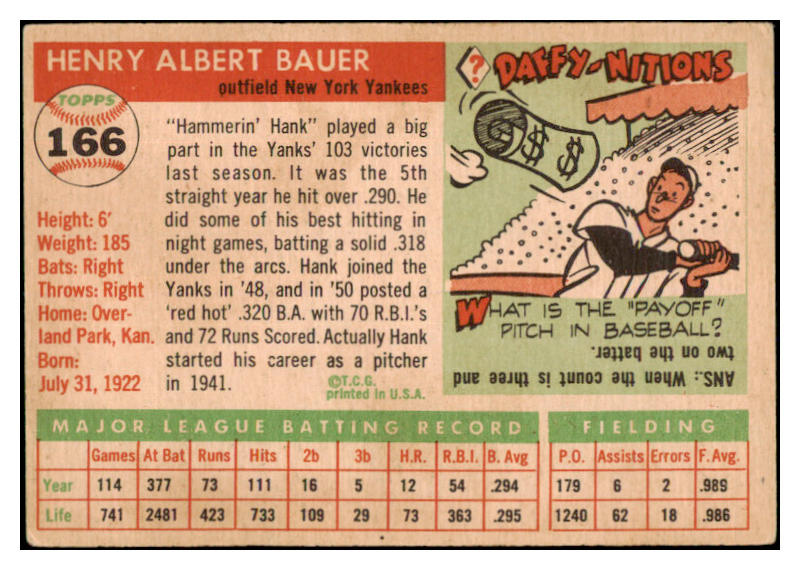 HENRY ALBERT BAUER
outfield New York Yankees
TOPPS
166
Height: 6'
Weight: 185
Bats: Right
Throws: Right
Home: Over-
land Park, Kan.
Born:
July 31, 1922
"Hammerin' Hank" played a big
part in the Yanks' 103 victories
last season. It was the 5th
straight year he hit over .290. He
did some of his best hitting in
night games, batting a solid .318
under the arcs. Hank joined the
Yanks in '48, and in '50 posted a
'red hot' .320 B.A. with 70 R.B.I.'s
and 72 Runs Scored. Actually Hank
started his career as a pitcher
in 1941.
©T.C.G.
printed in U.S.A.
? DAFFY-NITIONS
$ $
WHAT IS THE "PAYOFF"
PITCH IN BASEBALL?
ANS.: When the count is three and
two on the batter.
MAJOR LEAGUE BATTING RECORD
Games At Bat Runs Hits 2b 3b H.R. R.B.I. B. Avg
Year 114 377 73 111 16 5 12 54 .294
Life 741 2481 423 733 109 29 73 363 .295
FIELDING
P.O. Assists Errors F. Avg.
179 6 2 .989
1240 62 18 .986